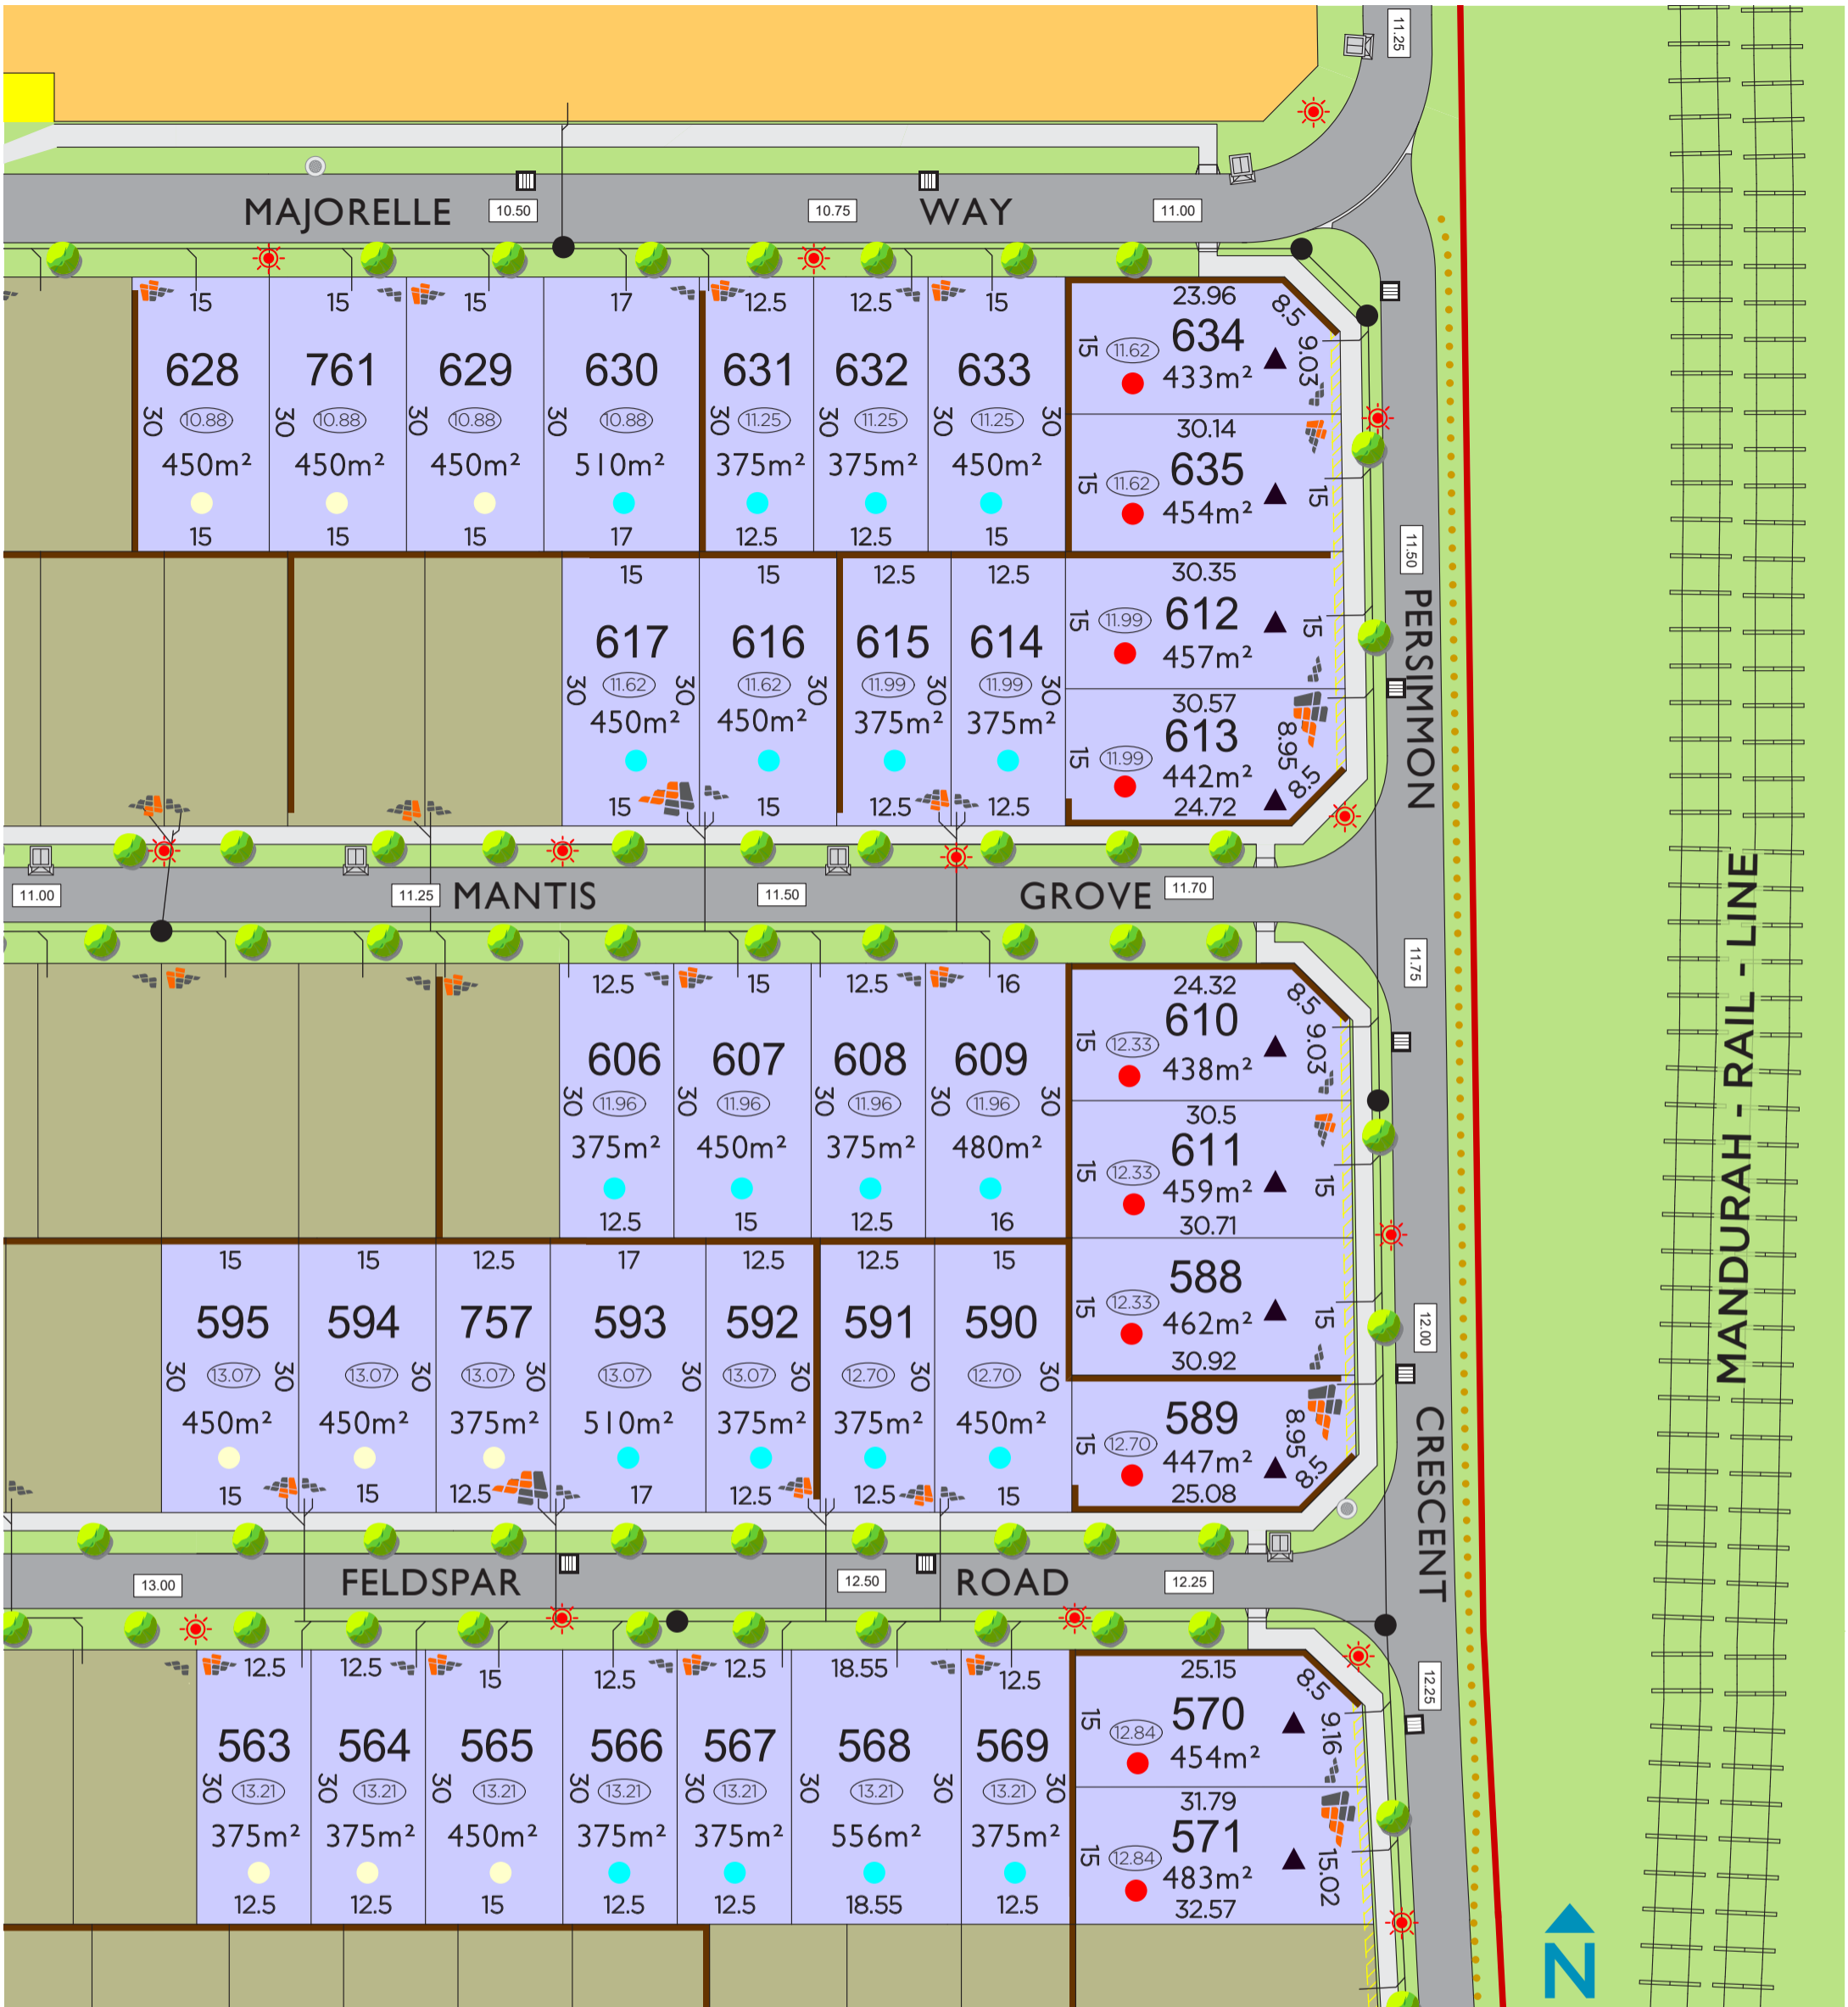 11.25
MAJORELLE 10.50 10.75 WAY 11.00
15 15 15 17 12.5 12.5 15 23.96 8.5
628 761 629 630 631 632 633 15 11.62 634 9.03
433m²
30 10.88 30 10.88 30 10.88 30 10.88 30 11.25 30 11.25 30 11.25 30
30.14
450m² 450m² 450m² 510m² 375m² 375m² 450m² 15 11.62 635 15
454m²
15 15 15 17 12.5 12.5 15
11.50
PERSIMMON
15 15 12.5 12.5 30.35
617 616 615 614 15 11.99 612 15
457m²
30 11.62 30 11.62 30 11.99 30 11.99 30
30.57
450m² 450m² 375m² 375m² 15 11.99 613 8.95
442m² 8.5
15 15 12.5 12.5 24.72
11.00 11.25 MANTIS 11.50 GROVE 11.70
11.75
12.5 15 12.5 16 24.32 8.5
606 607 608 609 15 12.33 610 9.03
438m²
30 11.96 30 11.96 30 11.96 30 11.96 30
30.5
375m² 450m² 375m² 480m² 15 12.33 611 15
459m²
12.5 15 12.5 16 30.71
MANDURAH - RAIL - LINE
12.00
15 15 12.5 17 12.5 12.5 15
595 594 757 593 592 591 590 15 12.33 588 15
462m²
30 13.07 30 13.07 30 13.07 30 13.07 30 13.07 30 12.70 12.70 30
30.92
450m² 450m² 375m² 510m² 375m² 375m² 450m² 15 12.70 589 8.95
447m² 8.5
15 15 12.5 17 12.5 12.5 15 25.08
CRESCENT
13.00 FELDSPAR 12.50 ROAD 12.25
12.25
12.5 12.5 15 12.5 12.5 18.55 12.5 25.15 8.5
563 564 565 566 567 568 569 15 12.84 570 9.16
454m²
30 13.21 30 13.21 30 13.21 30 13.21 30 13.21 30 13.21 30 13.21 30
31.79
375m² 375m² 450m² 375m² 375m² 556m² 375m² 15 12.84 571 15.02
483m²
12.5 12.5 15 12.5 12.5 18.55 12.5 32.57
N